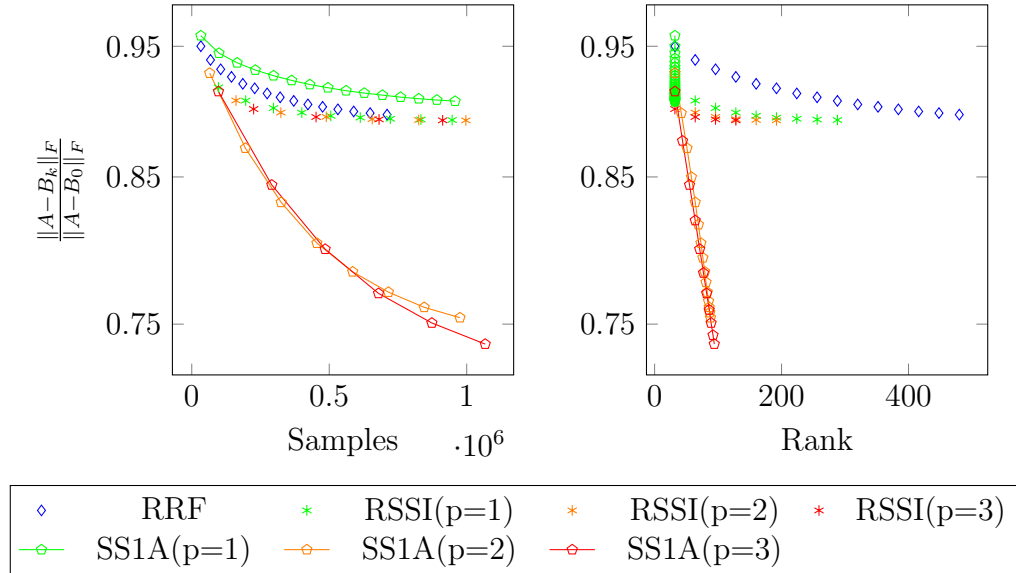 0.95
0.85
0.75
‖A−B_k‖_F
‖A−B_0‖_F
0 0.5 1
Samples ·10^6
0.95
0.85
0.75
0 200 400
Rank
RRF RSSI(p=1) RSSI(p=2) RSSI(p=3)
SS1A(p=1) SS1A(p=2) SS1A(p=3)